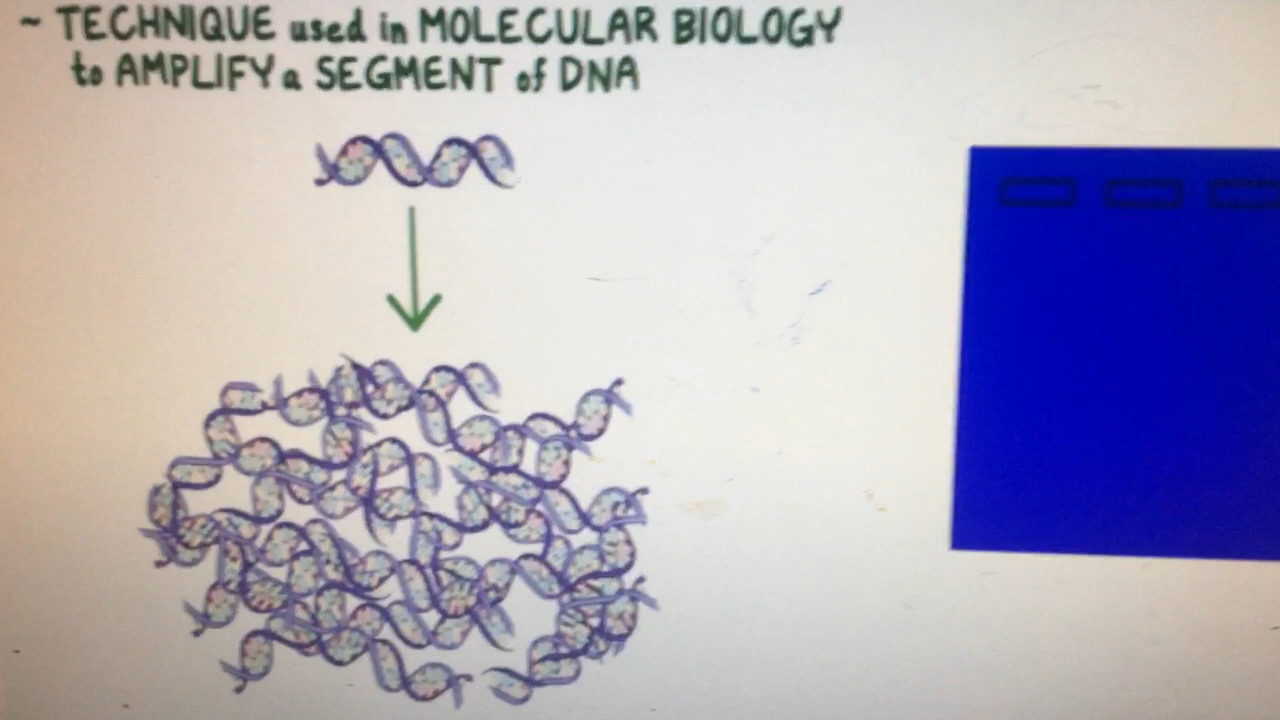 ~ TECHNIQUE used in MOLECULAR BIOLOGY
to AMPLIFY a SEGMENT of DNA